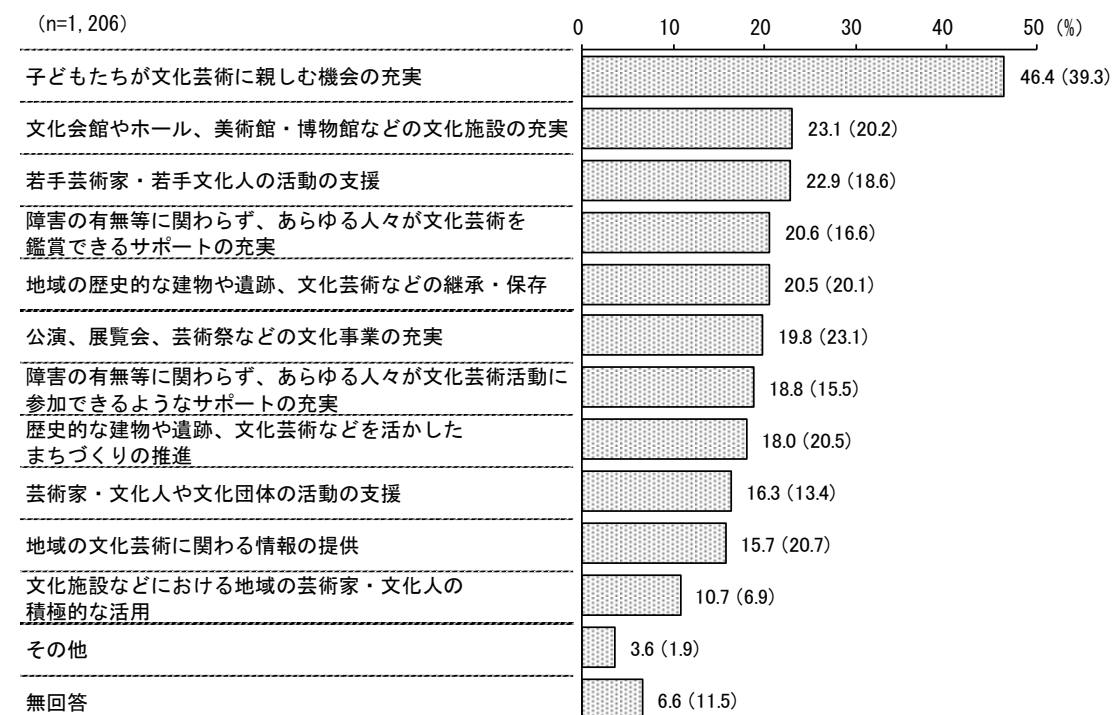 (n=1,206)
0 10 20 30 40 50 (%)
子どもたちが文化芸術に親しむ機会の充実 46.4 (39.3)
文化会館やホール、美術館・博物館などの文化施設の充実 23.1 (20.2)
若手芸術家・若手文化人の活動の支援 22.9 (18.6)
障害の有無等に関わらず、あらゆる人々が文化芸術を
鑑賞できるサポートの充実 20.6 (16.6)
地域の歴史的な建物や遺跡、文化芸術などの継承・保存 20.5 (20.1)
公演、展覧会、芸術祭などの文化事業の充実 19.8 (23.1)
障害の有無等に関わらず、あらゆる人々が文化芸術活動に
参加できるようなサポートの充実 18.8 (15.5)
歴史的な建物や遺跡、文化芸術などを活かした
まちづくりの推進 18.0 (20.5)
芸術家・文化人や文化団体の活動の支援 16.3 (13.4)
地域の文化芸術に関わる情報の提供 15.7 (20.7)
文化施設などにおける地域の芸術家・文化人の
積極的な活用 10.7 (6.9)
その他 3.6 (1.9)
無回答 6.6 (11.5)